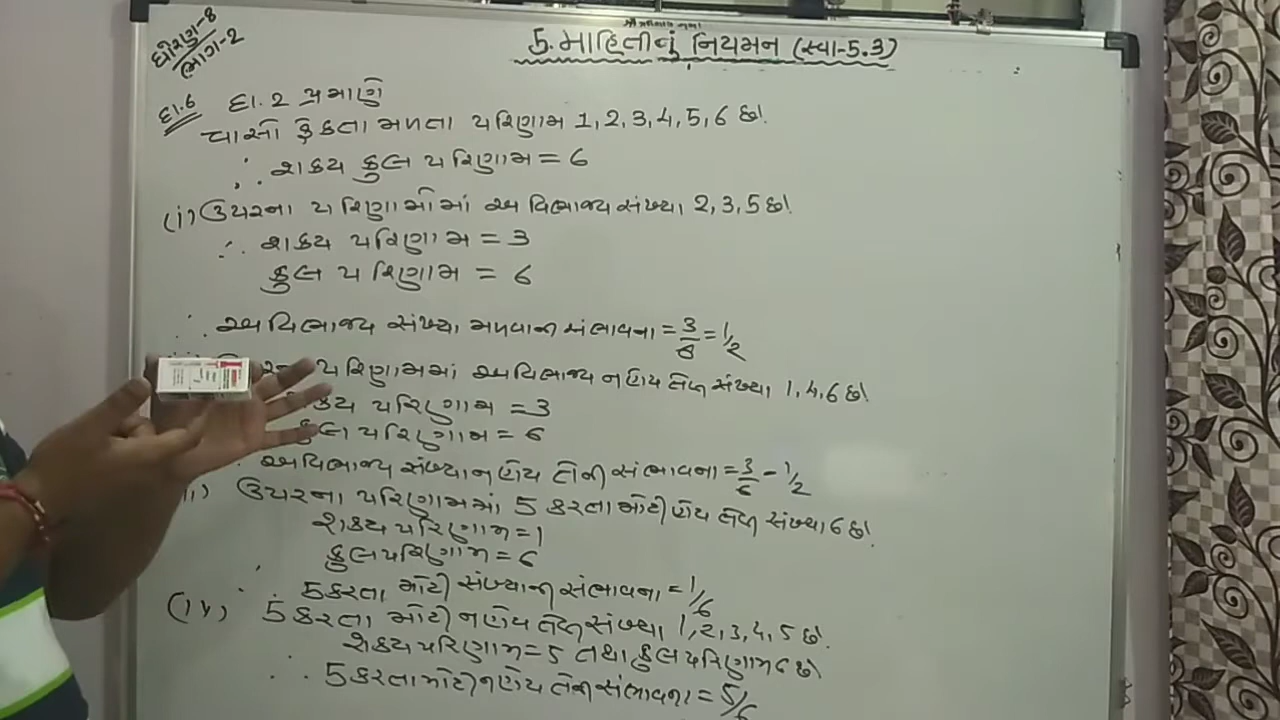 ધોરણ-8
ભાગ-2
5. માહિતીનું નિયમન (સ્વા-5.3)
દા.6 દા.2 પ્રમાણે
પાસો ફેંકતા મળતા પરિણામ 1, 2, 3, 4, 5, 6 છે.
∴ શક્ય કુલ પરિણામ = 6
(i) ઉપરના પરિણામોમાં અવિભાજ્ય સંખ્યા 2, 3, 5 છે.
∴ શક્ય પરિણામ = 3
કુલ પરિણામ = 6
∴ અવિભાજ્ય સંખ્યા મળવાની સંભાવના = 3/6 = 1/2
પરિણામમાં અવિભાજ્ય ન હોય તેવી સંખ્યા 1, 4, 6 છે.
પરિણામ = 3
કુલ પરિણામ = 6
અવિભાજ્ય સંખ્યા ન હોય તેની સંભાવના = 3/6 = 1/2
ઉપરના પરિણામમાં 5 કરતા મોટી હોય તેવી સંખ્યા 6 છે.
શક્ય પરિણામ = 1
કુલ પરિણામ = 6
∴ 5 કરતા મોટી સંખ્યાની સંભાવના = 1/6
(iv) 5 કરતા મોટી ન હોય તેવી સંખ્યા 1, 2, 3, 4, 5 છે.
શક્ય પરિણામ = 5 તથા કુલ પરિણામ 6 છે
∴ 5 કરતા મોટી ન હોય તેની સંભાવના = 5/6